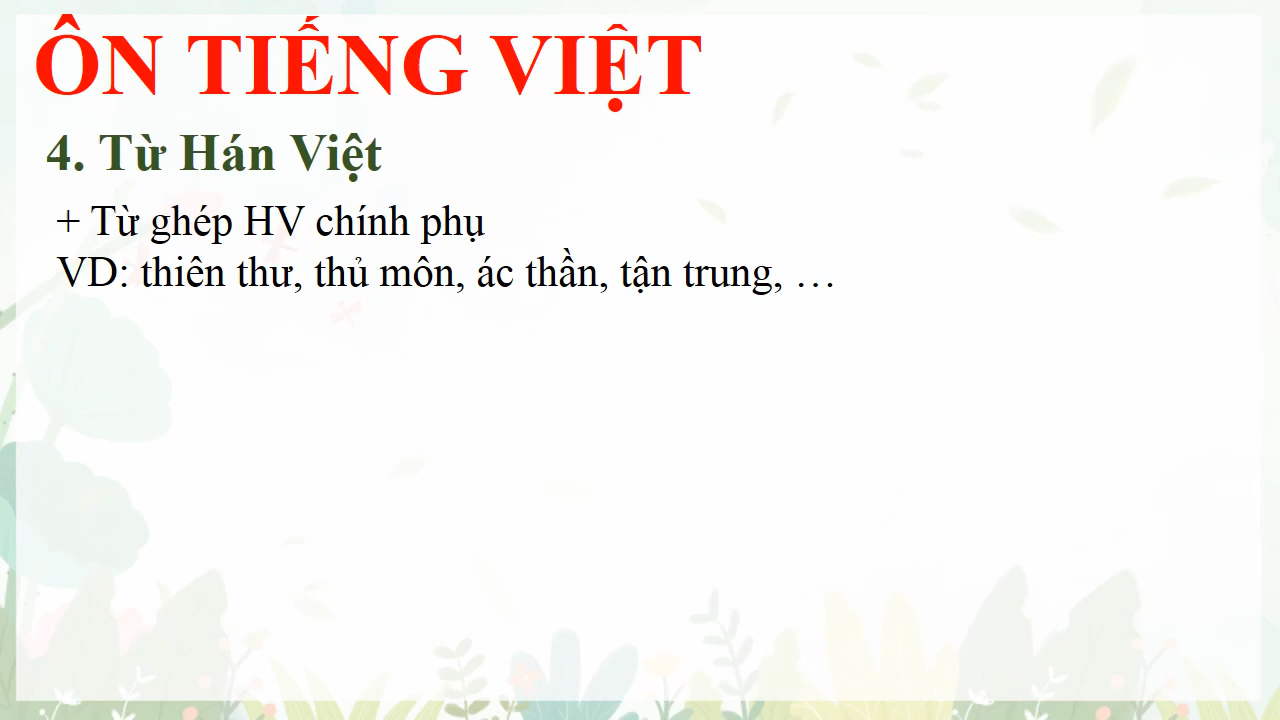 ÔN TIẾNG VIỆT
4. Từ Hán Việt
+ Từ ghép HV chính phụ
VD: thiên thư, thủ môn, ác thần, tận trung, …